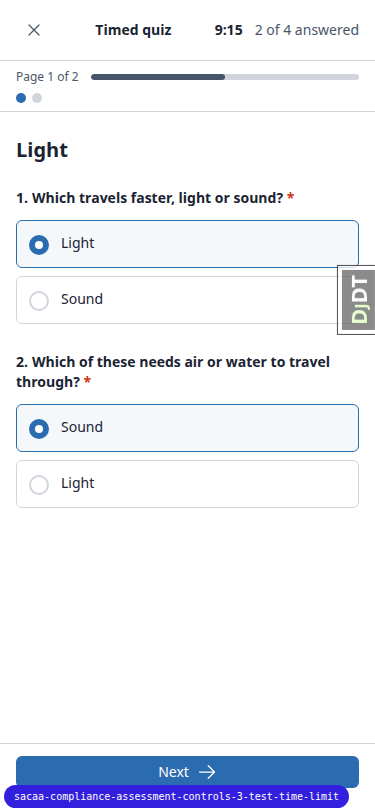 Timed quiz 9:15 2 of 4 answered
Page 1 of 2
Light
1. Which travels faster, light or sound? *
Light
Sound
DjDT
2. Which of these needs air or water to travel
through? *
Sound
Light
Next
sacaa-compliance-assessment-controls-3-test-time-limit